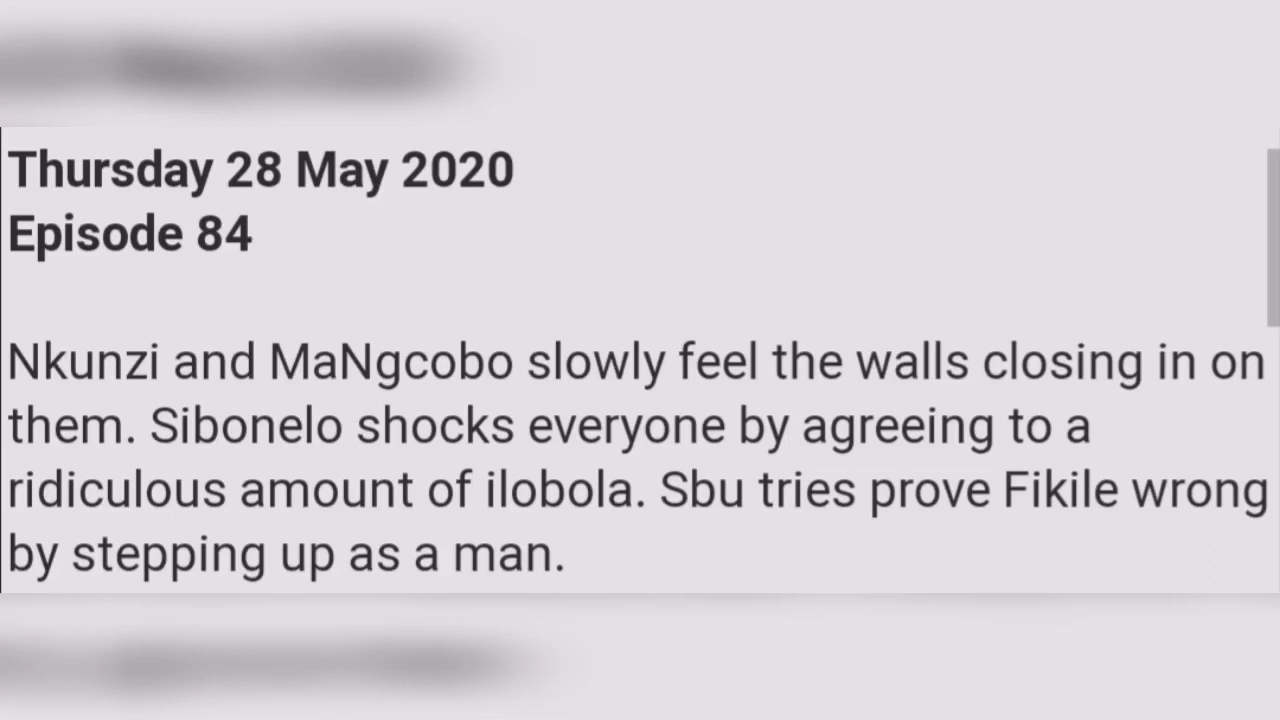 Thursday 28 May 2020
Episode 84
Nkunzi and MaNgcobo slowly feel the walls closing in on
them. Sibonelo shocks everyone by agreeing to a
ridiculous amount of ilobola. Sbu tries prove Fikile wrong
by stepping up as a man.